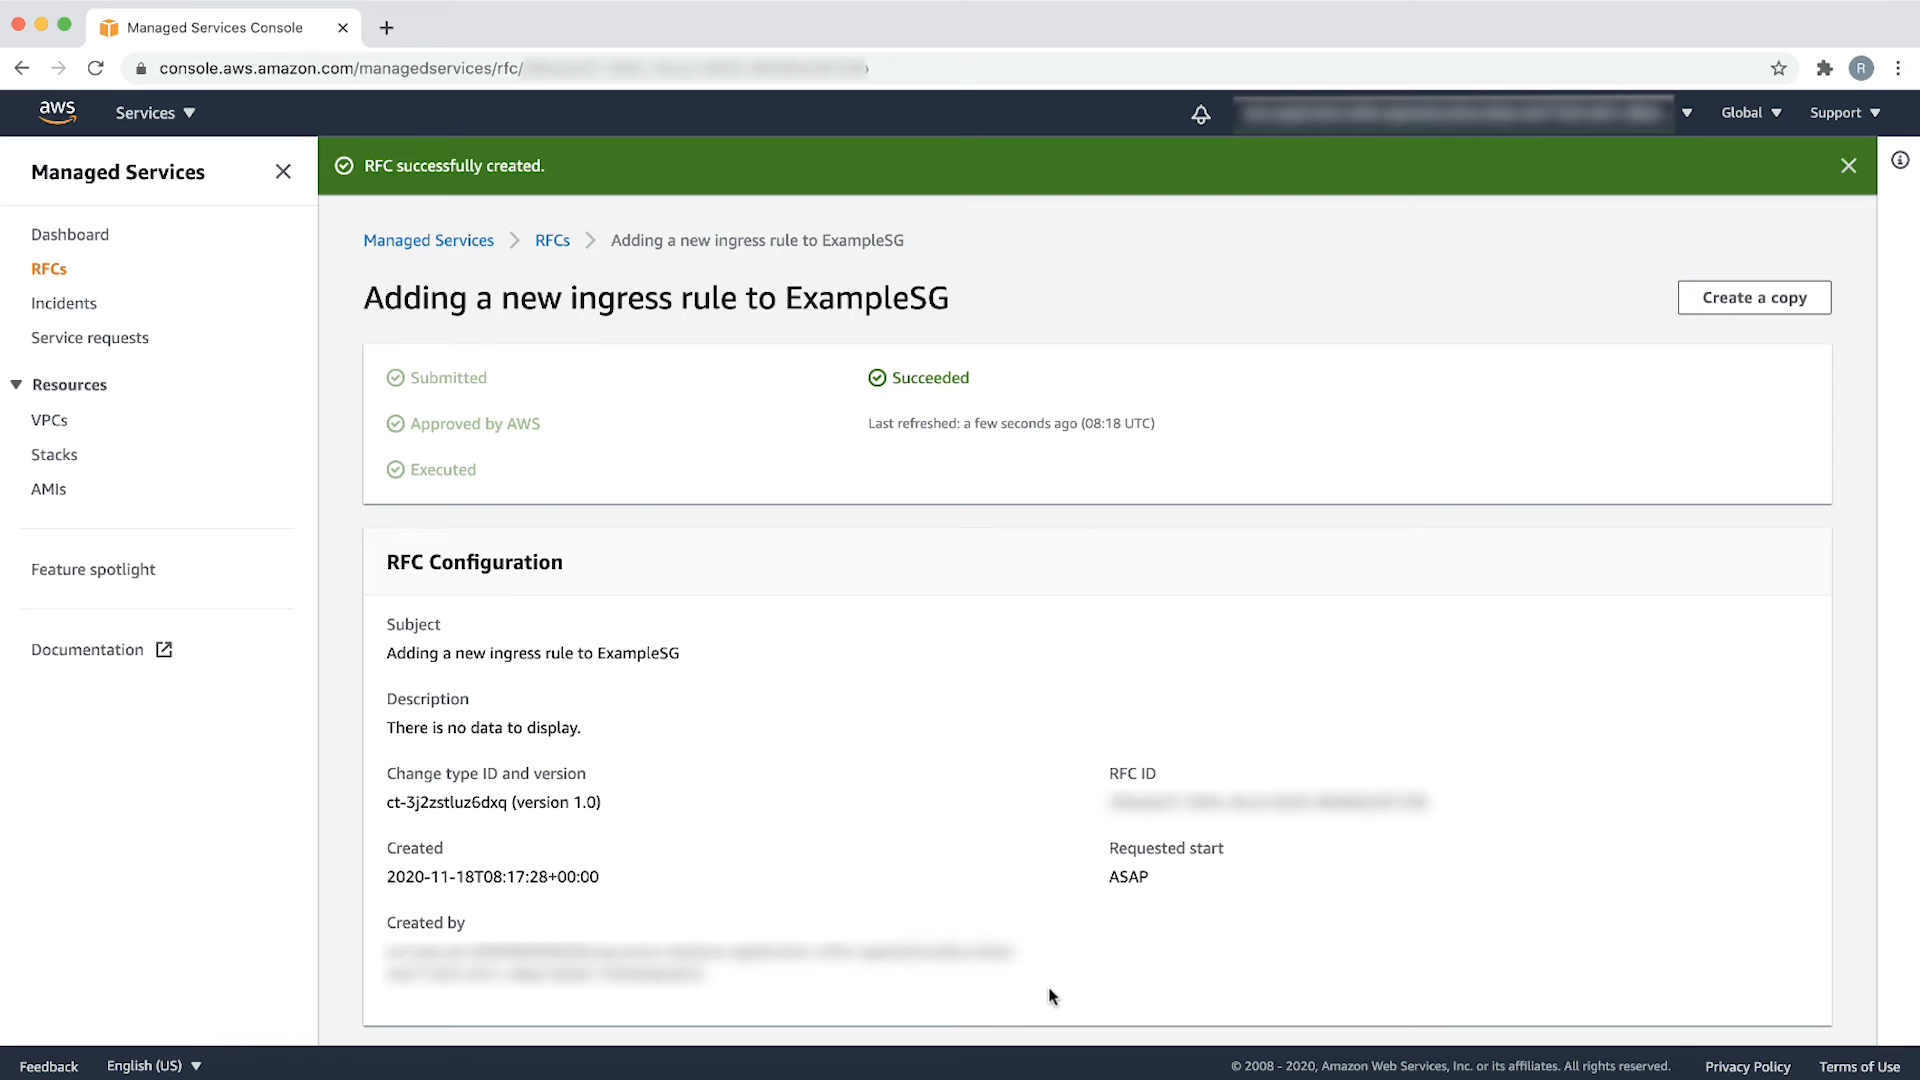 Managed Services Console
console.aws.amazon.com/managedservices/rfc/
R
aws
Services
Global
Support
Managed Services
RFC successfully created.
Dashboard
RFCs
Incidents
Service requests
Resources
VPCs
Stacks
AMIs
Feature spotlight
Documentation
Managed Services
RFCs
Adding a new ingress rule to ExampleSG
Adding a new ingress rule to ExampleSG
Create a copy
Submitted
Succeeded
Approved by AWS
Last refreshed: a few seconds ago (08:18 UTC)
Executed
RFC Configuration
Subject
Adding a new ingress rule to ExampleSG
Description
There is no data to display.
Change type ID and version
RFC ID
ct-3j2zstluz6dxq (version 1.0)
Created
Requested start
2020-11-18T08:17:28+00:00
ASAP
Created by
Feedback
English (US)
© 2008 - 2020, Amazon Web Services, Inc. or its affiliates. All rights reserved.
Privacy Policy
Terms of Use